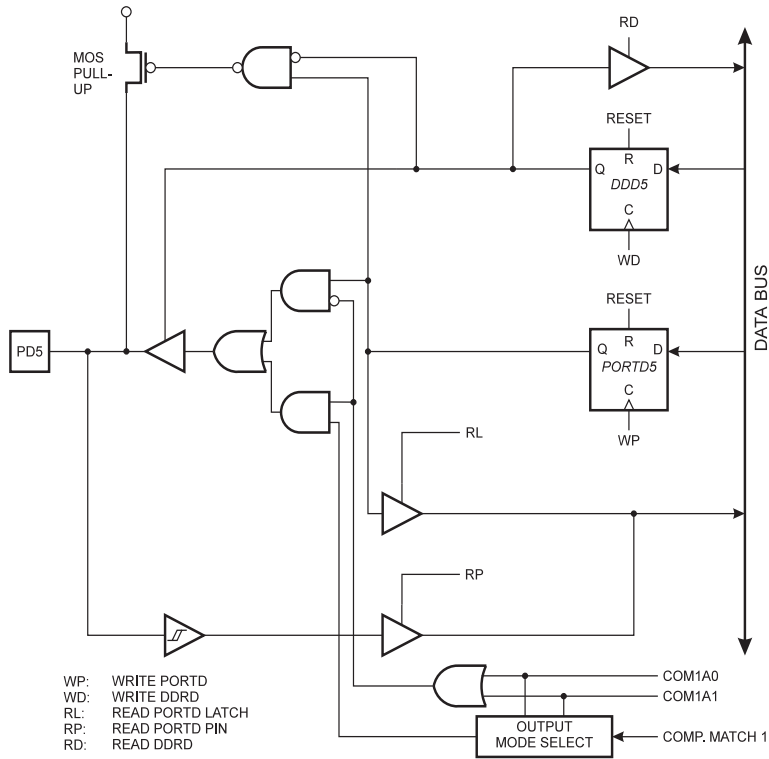 RD
MOS
PULL-
UP
RESET
R
Q
D
DDD5
C
WD
RESET
R
Q
D
PORTD5
C
WP
DATA BUS
PD5
RL
RP
WP: WRITE PORTD
WD: WRITE DDRD
RL: READ PORTD LATCH
RP: READ PORTD PIN
RD: READ DDRD
COM1A0
COM1A1
OUTPUT
MODE SELECT
COMP. MATCH 1